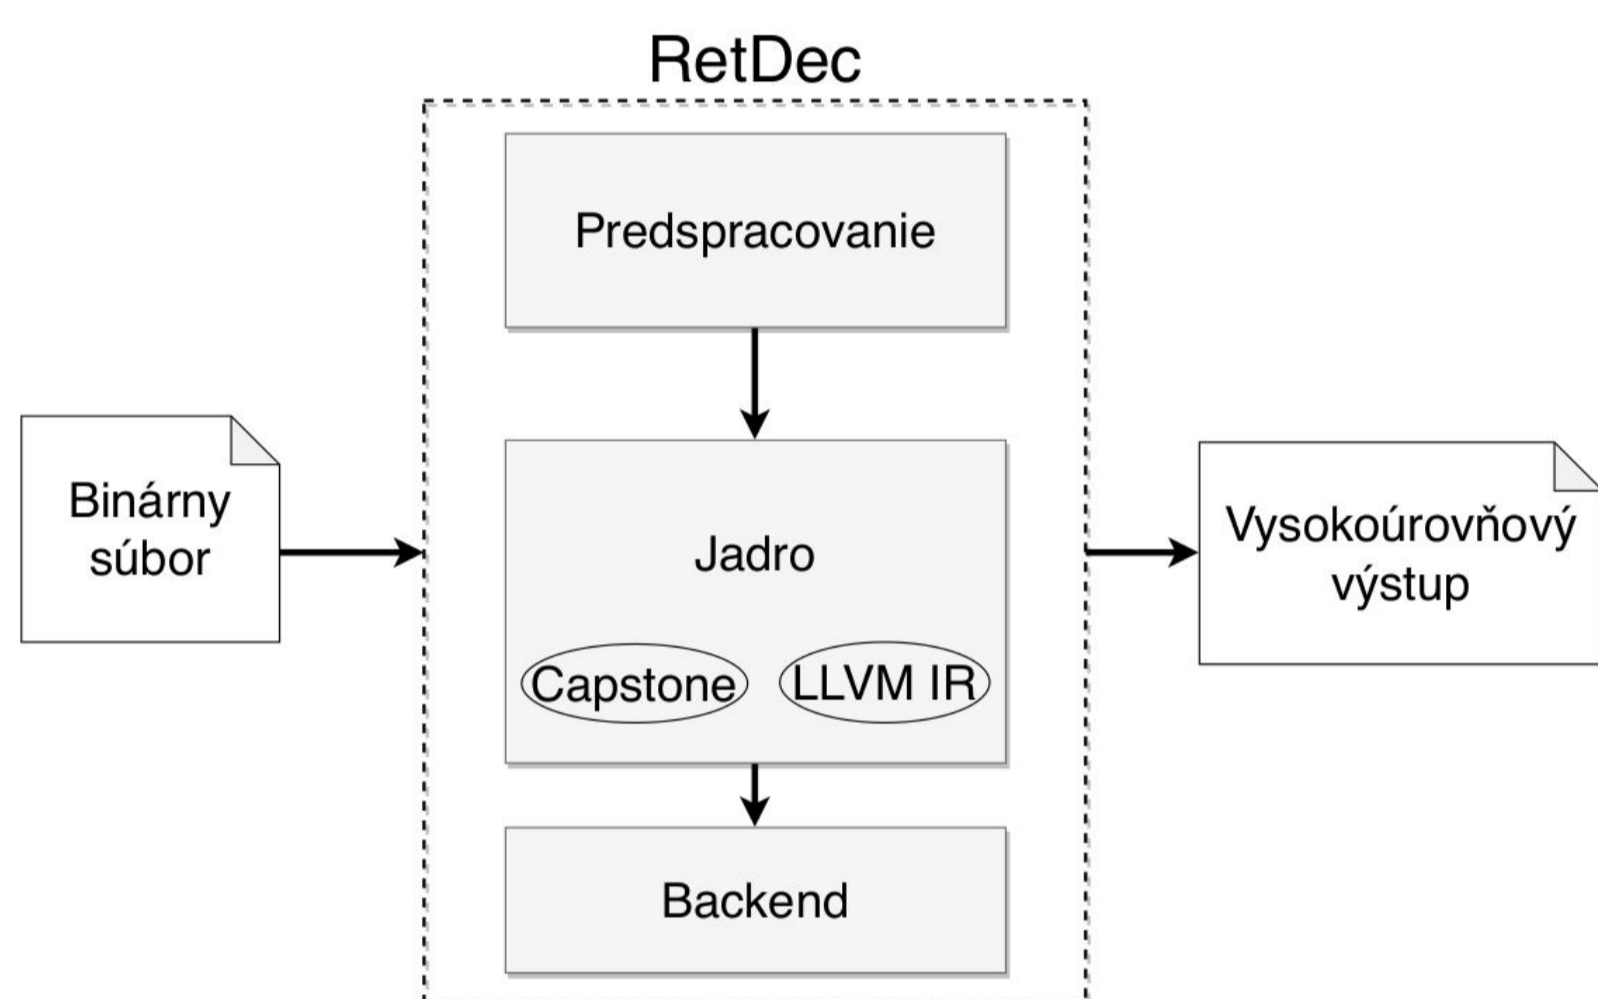 RetDec
Predspracovanie
Binárny
súbor
Jadro
Capstone
LLVM IR
Vysokoúrovňový
výstup
Backend